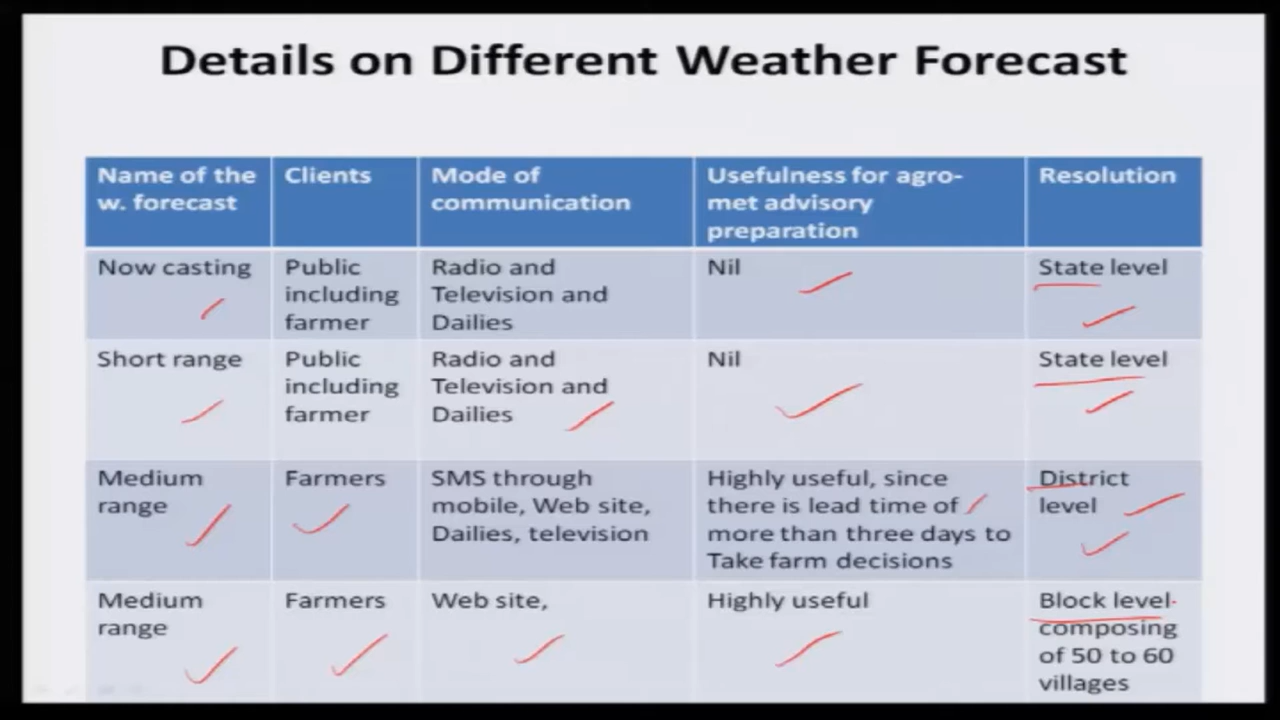 Details on Different Weather Forecast
Name of the
w. forecast
Clients
Mode of
communication
Usefulness for agro-
met advisory
preparation
Resolution
Now casting
Public
including
farmer
Radio and
Television and
Dailies
Nil
State level
Short range
Public
including
farmer
Radio and
Television and
Dailies
Nil
State level
Medium
range
Farmers
SMS through
mobile, Web site,
Dailies, television
Highly useful, since
there is lead time of
more than three days to
Take farm decisions
District
level
Medium
range
Farmers
Web site,
Highly useful
Block level
composing
of 50 to 60
villages